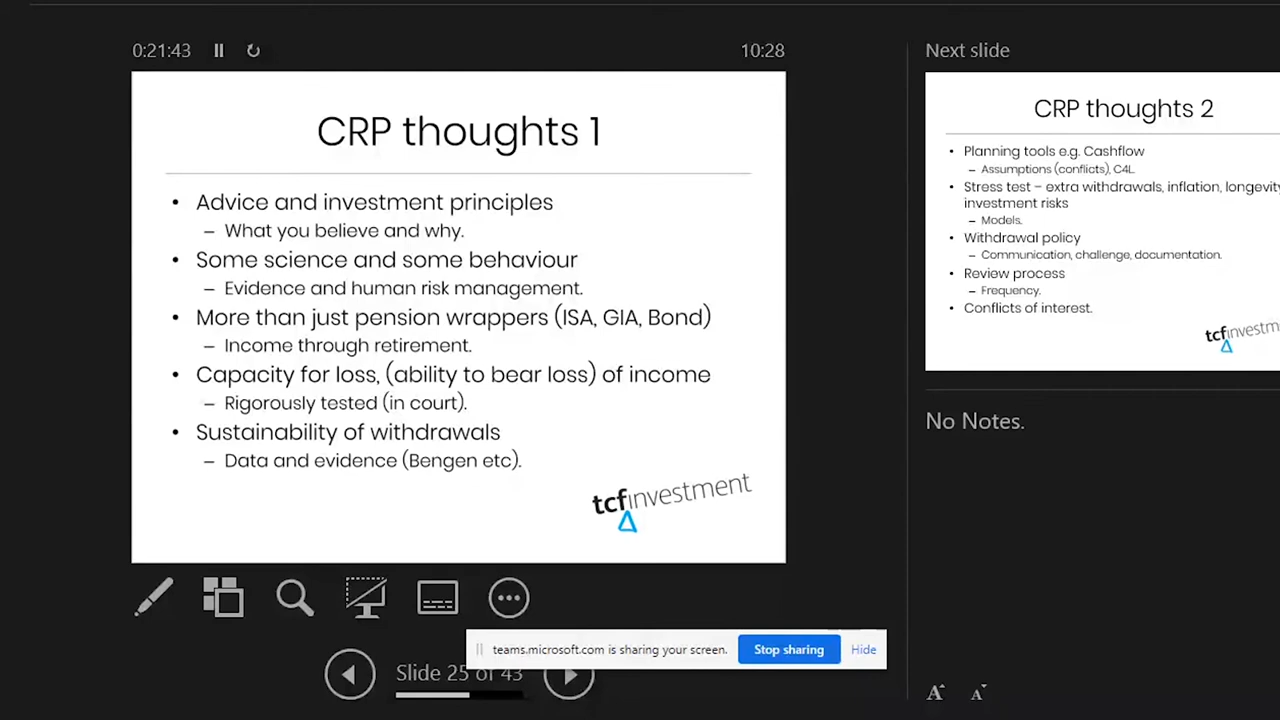 0:21:43
10:28
CRP thoughts 1
• Advice and investment principles
– What you believe and why.
• Some science and some behaviour
– Evidence and human risk management.
• More than just pension wrappers (ISA, GIA, Bond)
– Income through retirement.
• Capacity for loss, (ability to bear loss) of income
– Rigorously tested (in court).
• Sustainability of withdrawals
– Data and evidence (Bengen etc).
tcfinvestment
teams.microsoft.com is sharing your screen.
Stop sharing
Hide
Slide 25 of 43
Next slide
CRP thoughts 2
• Planning tools e.g. Cashflow
– Assumptions (conflicts), C4L.
• Stress test – extra withdrawals, inflation, longevity
investment risks
– Models.
• Withdrawal policy
– Communication, challenge, documentation.
• Review process
– Frequency.
• Conflicts of interest.
tcfinvestm
No Notes.
A A